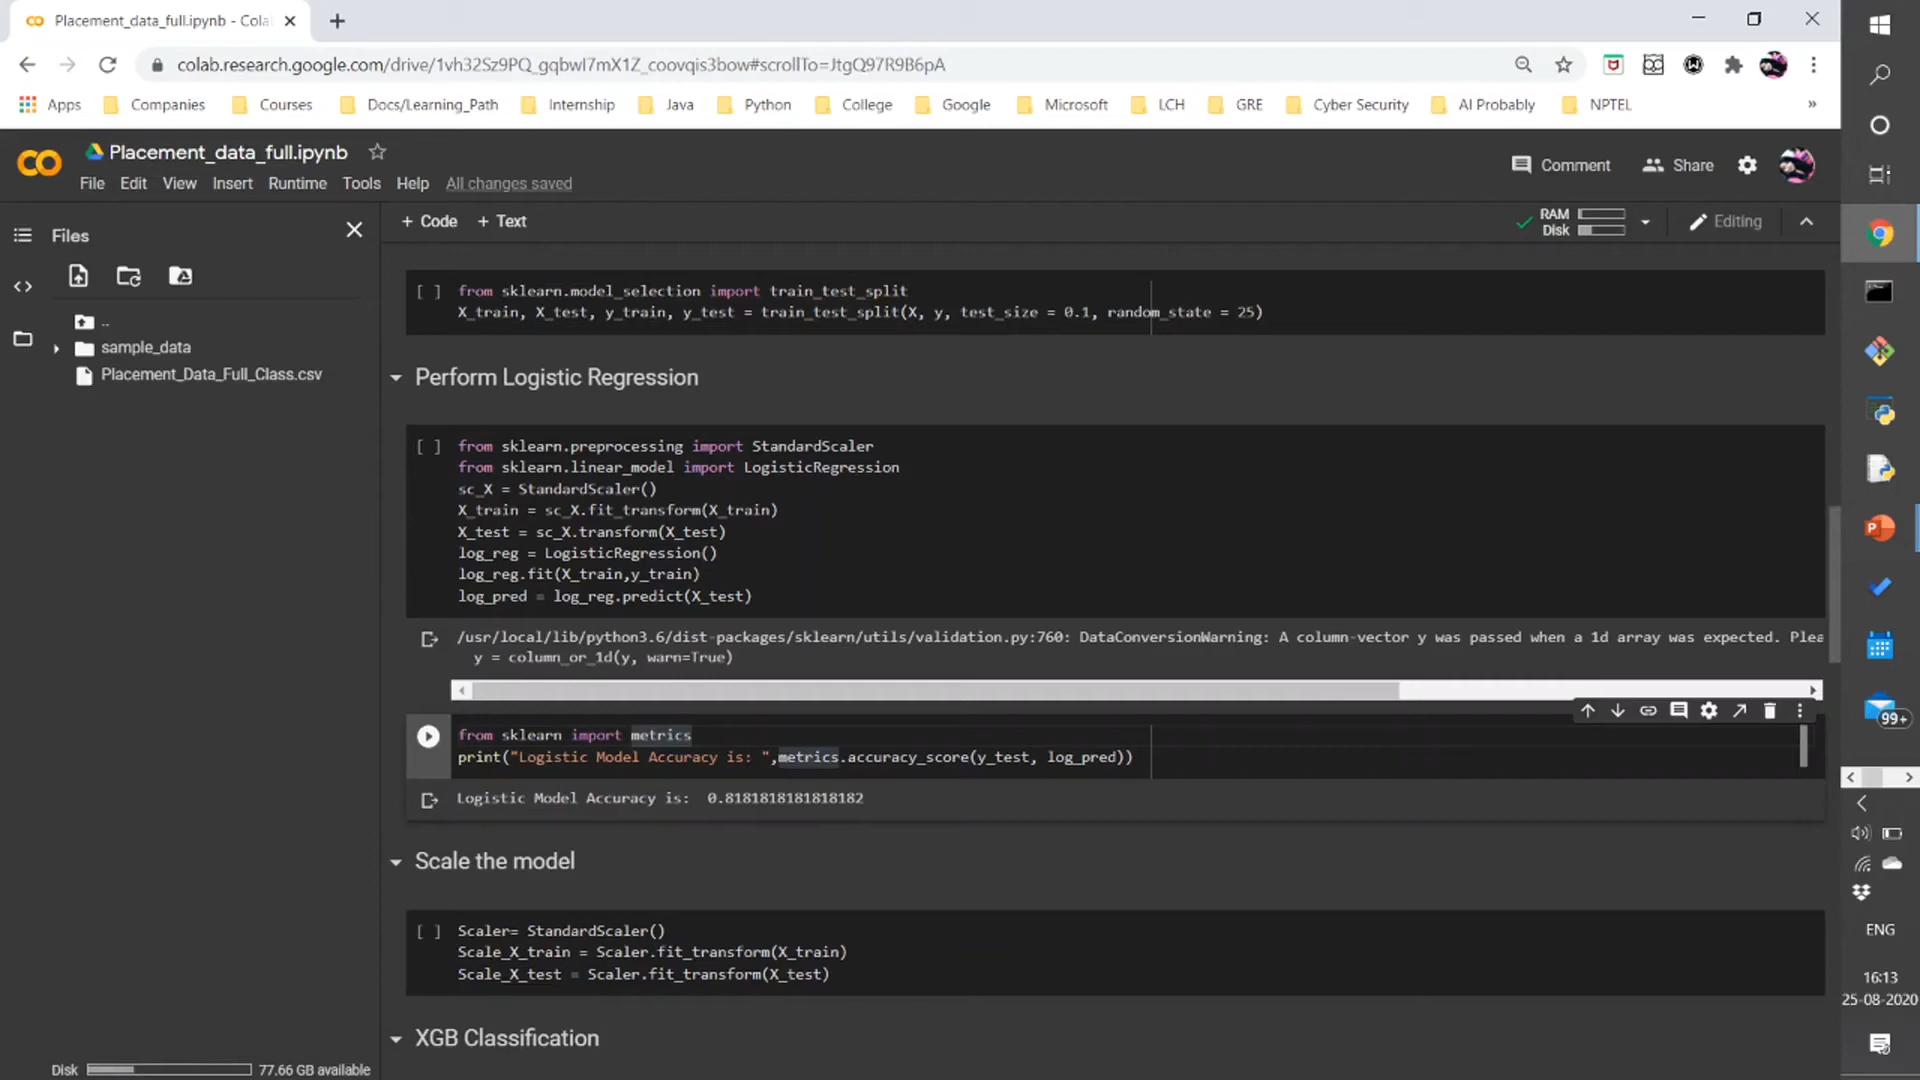 Placement_data_full.ipynb - Cola
colab.research.google.com/drive/1vh32Sz9PQ_gqbwI7mX1Z_coovqis3bow#scrollTo=JtgQ97R9B6pA
Apps Companies Courses Docs/Learning_Path Internship Java Python College Google Microsoft LCH GRE Cyber Security AI Probably NPTEL »
Placement_data_full.ipynb
Comment Share
File Edit View Insert Runtime Tools Help All changes saved
Files
+ Code + Text
RAM
Disk
Editing
..
sample_data
Placement_Data_Full_Class.csv
[ ] from sklearn.model_selection import train_test_split
X_train, X_test, y_train, y_test = train_test_split(X, y, test_size = 0.1, random_state = 25)
Perform Logistic Regression
[ ] from sklearn.preprocessing import StandardScaler
from sklearn.linear_model import LogisticRegression
sc_X = StandardScaler()
X_train = sc_X.fit_transform(X_train)
X_test = sc_X.transform(X_test)
log_reg = LogisticRegression()
log_reg.fit(X_train,y_train)
log_pred = log_reg.predict(X_test)
/usr/local/lib/python3.6/dist-packages/sklearn/utils/validation.py:760: DataConversionWarning: A column-vector y was passed when a 1d array was expected. Plea
y = column_or_1d(y, warn=True)
from sklearn import metrics
print("Logistic Model Accuracy is: ",metrics.accuracy_score(y_test, log_pred))
Logistic Model Accuracy is:  0.8181818181818182
Scale the model
[ ] Scaler= StandardScaler()
Scale_X_train = Scaler.fit_transform(X_train)
Scale_X_test = Scaler.fit_transform(X_test)
XGB Classification
Disk 77.66 GB available
99+
ENG
16:13
25-08-2020